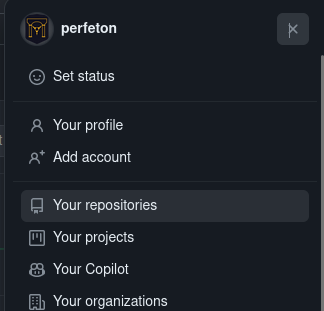 perfeton
Set status
Your profile
Add account
Your repositories
Your projects
Your Copilot
Your organizations